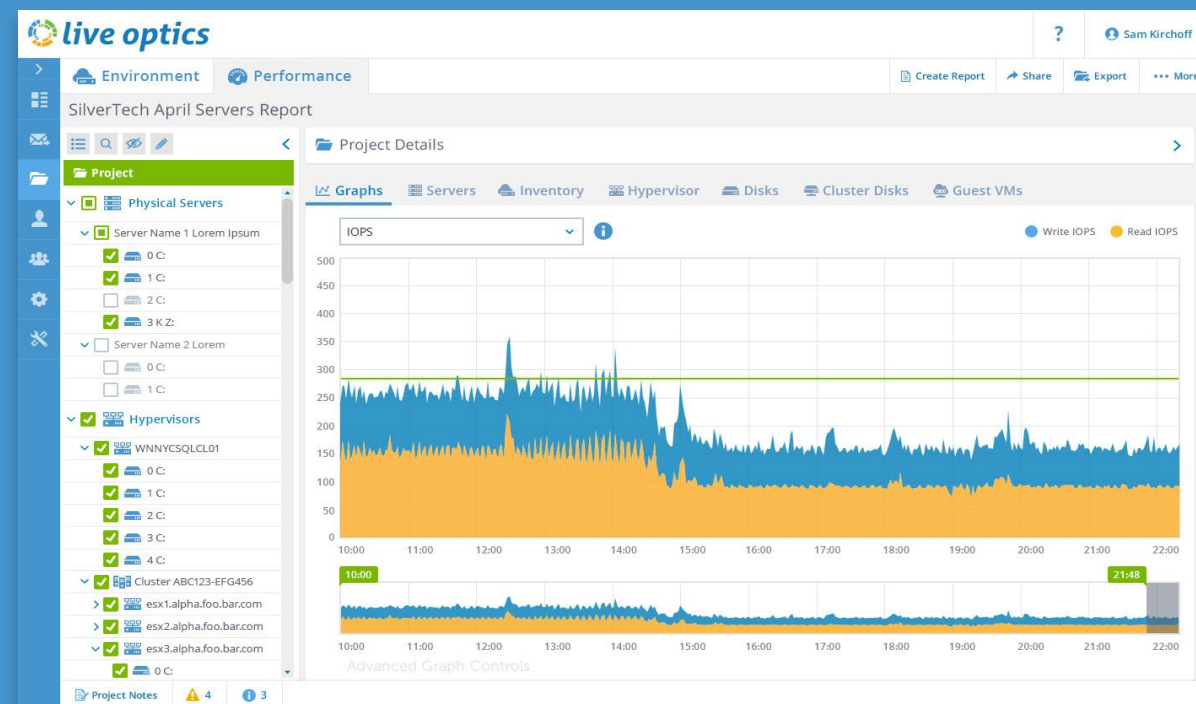 live optics
?
Sam Kirchoff
Environment
Performance
Create Report
Share
Export
More
SilverTech April Servers Report
Project
Physical Servers
Server Name 1 Lorem Ipsum
0 C:
1 C:
2 C:
3 K Z:
Server Name 2 Lorem
0 C:
1 C:
Hypervisors
WNNYCSQLCL01
0 C:
1 C:
2 C:
3 C:
4 C:
Cluster ABC123-EFG456
esx1.alpha.foo.bar.com
esx2.alpha.foo.bar.com
esx3.alpha.foo.bar.com
0 C:
Project Notes
4
3
Project Details
Graphs Servers Inventory Hypervisor Disks Cluster Disks Guest VMs
IOPS
Write IOPS Read IOPS
500
450
400
350
300
250
200
150
100
50
0
10:00 11:00 12:00 13:00 14:00 15:00 16:00 17:00 18:00 19:00 20:00 21:00 22:00
10:00 21:48
10:00 11:00 12:00 13:00 14:00 15:00 16:00 17:00 18:00 19:00 20:00 21:00 22:00
Advanced Graph Controls